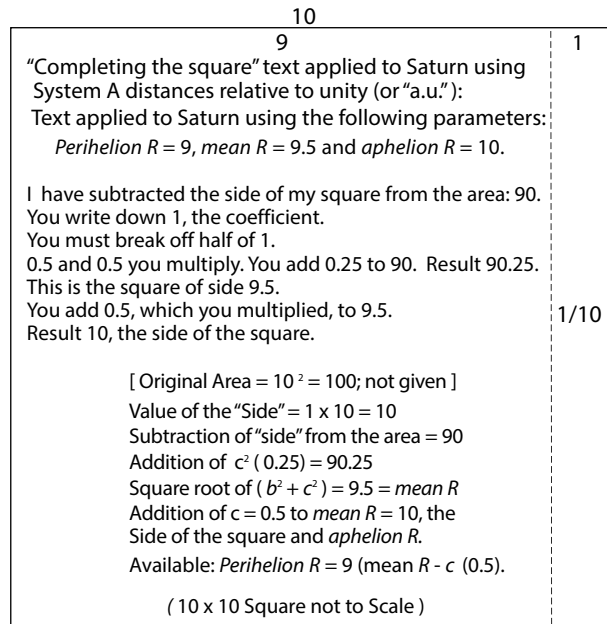 10
9 1
“Completing the square” text applied to Saturn using
System A distances relative to unity (or “a.u.” ):
Text applied to Saturn using the following parameters:
Perihelion R = 9, mean R = 9.5 and aphelion R = 10.
I have subtracted the side of my square from the area: 90.
You write down 1, the coefficient.
You must break off half of 1.
0.5 and 0.5 you multiply. You add 0.25 to 90. Result 90.25.
This is the square of side 9.5.
You add 0.5, which you multiplied, to 9.5.
1/10
Result 10, the side of the square.
[ Original Area = 10 ² = 100; not given ]
Value of the “Side” = 1 x 10 = 10
Subtraction of “side” from the area = 90
Addition of c² ( 0.25) = 90.25
Square root of ( b² + c² ) = 9.5 = mean R
Addition of c = 0.5 to mean R = 10, the
Side of the square and aphelion R.
Available: Perihelion R = 9 (mean R - c (0.5).
( 10 x 10 Square not to Scale )